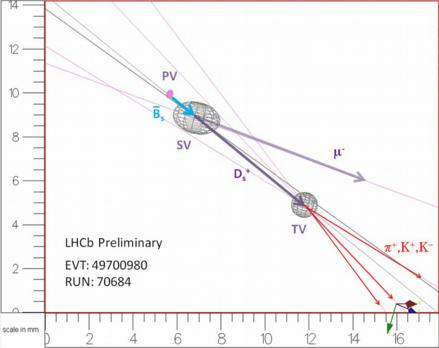 14
12
10
8
6
4
2
0
PV
B̅s
SV
μ-
Ds+
TV
π+,K+,K-
LHCb Preliminary
EVT: 49700980
RUN: 70684
scale in mm
0 2 4 6 8 10 12 14 16